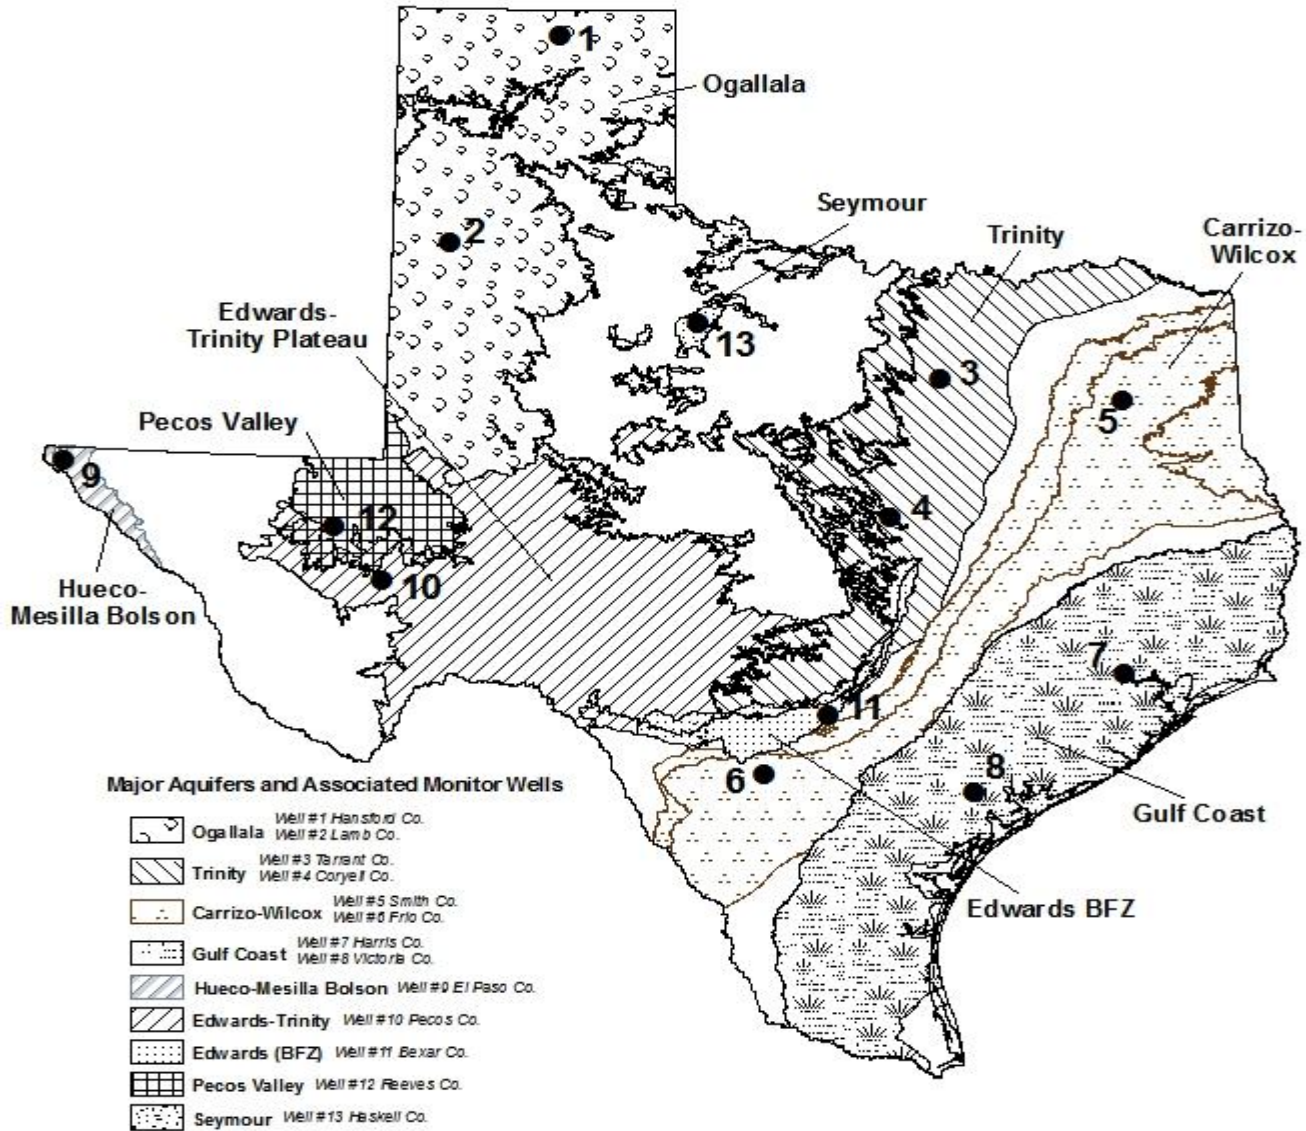 1
Ogallala
Seymour
2
Trinity
Carrizo-
Wilcox
Edwards-
Trinity Plateau
13
3
5
Pecos Valley
9
12
4
10
Hueco-
Mesilla Bolson
7
11
6
8
Gulf Coast
Edwards BFZ
Major Aquifers and Associated Monitor Wells
Ogallala Well #1 Hansford Co.
Well #2 Lamb Co.
Trinity Well #3 Tarrant Co.
Well #4 Coryell Co.
Carrizo-Wilcox Well #5 Smith Co.
Well #6 Frio Co.
Gulf Coast Well #7 Harris Co.
Well #8 Victoria Co.
Hueco-Mesilla Bolson Well #9 El Paso Co.
Edwards-Trinity Well #10 Pecos Co.
Edwards (BFZ) Well #11 Bexar Co.
Pecos Valley Well #12 Reeves Co.
Seymour Well #13 Haskell Co.